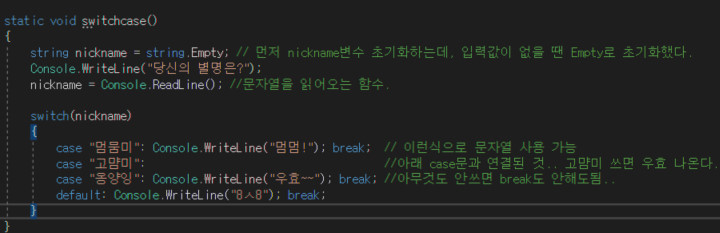 static void switchcase()
{
string nickname = string.Empty; // 먼저 nickname변수 초기화하는데, 입력값이 없을 땐 Empty로 초기화했다.
Console.WriteLine("당신의 별명은?");
nickname = Console.ReadLine(); //문자열을 읽어오는 함수.
switch(nickname)
{
case "멈뭄미": Console.WriteLine("멈멈!"); break; // 이런식으로 문자열 사용 가능
case "고먐미": //아래 case문과 연결된 것.. 고먐미 쓰면 우효 나온다
case "동양잉": Console.WriteLine("우효~~"); break; //아무것도 안쓰면 break도 안해도됨..
default: Console.WriteLine("8ㅅ8"); break;
}
}